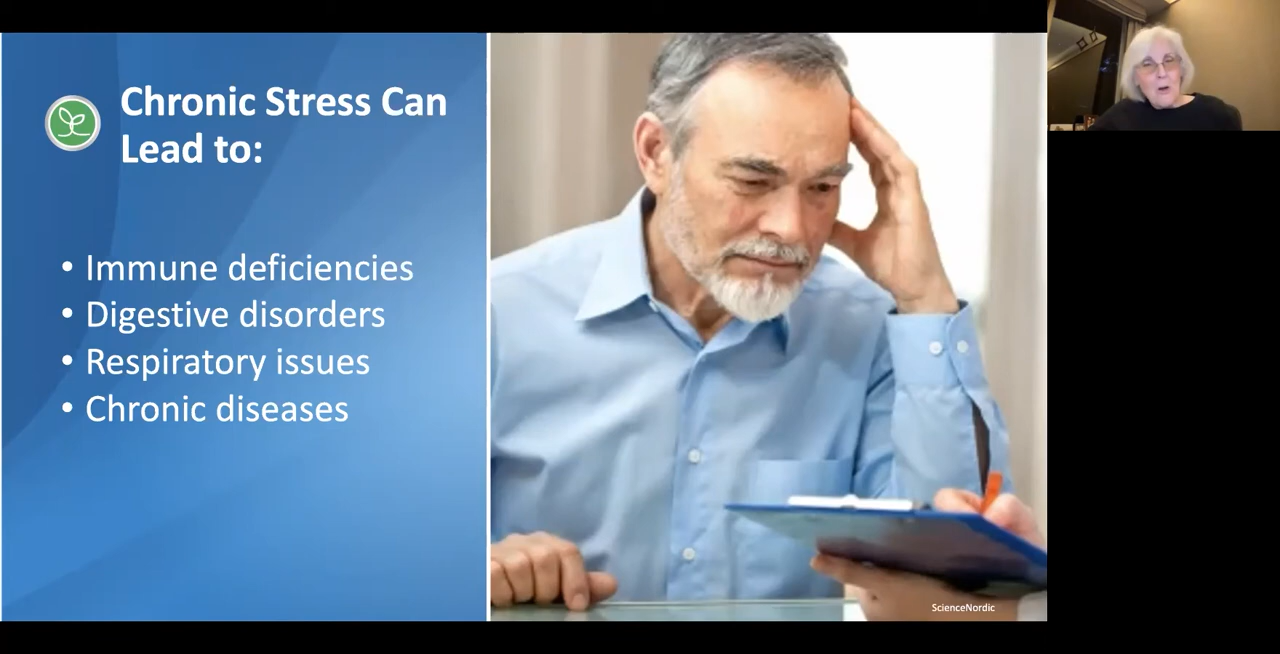 Chronic Stress Can
Lead to:
• Immune deficiencies
• Digestive disorders
• Respiratory issues
• Chronic diseases
ScienceNordic